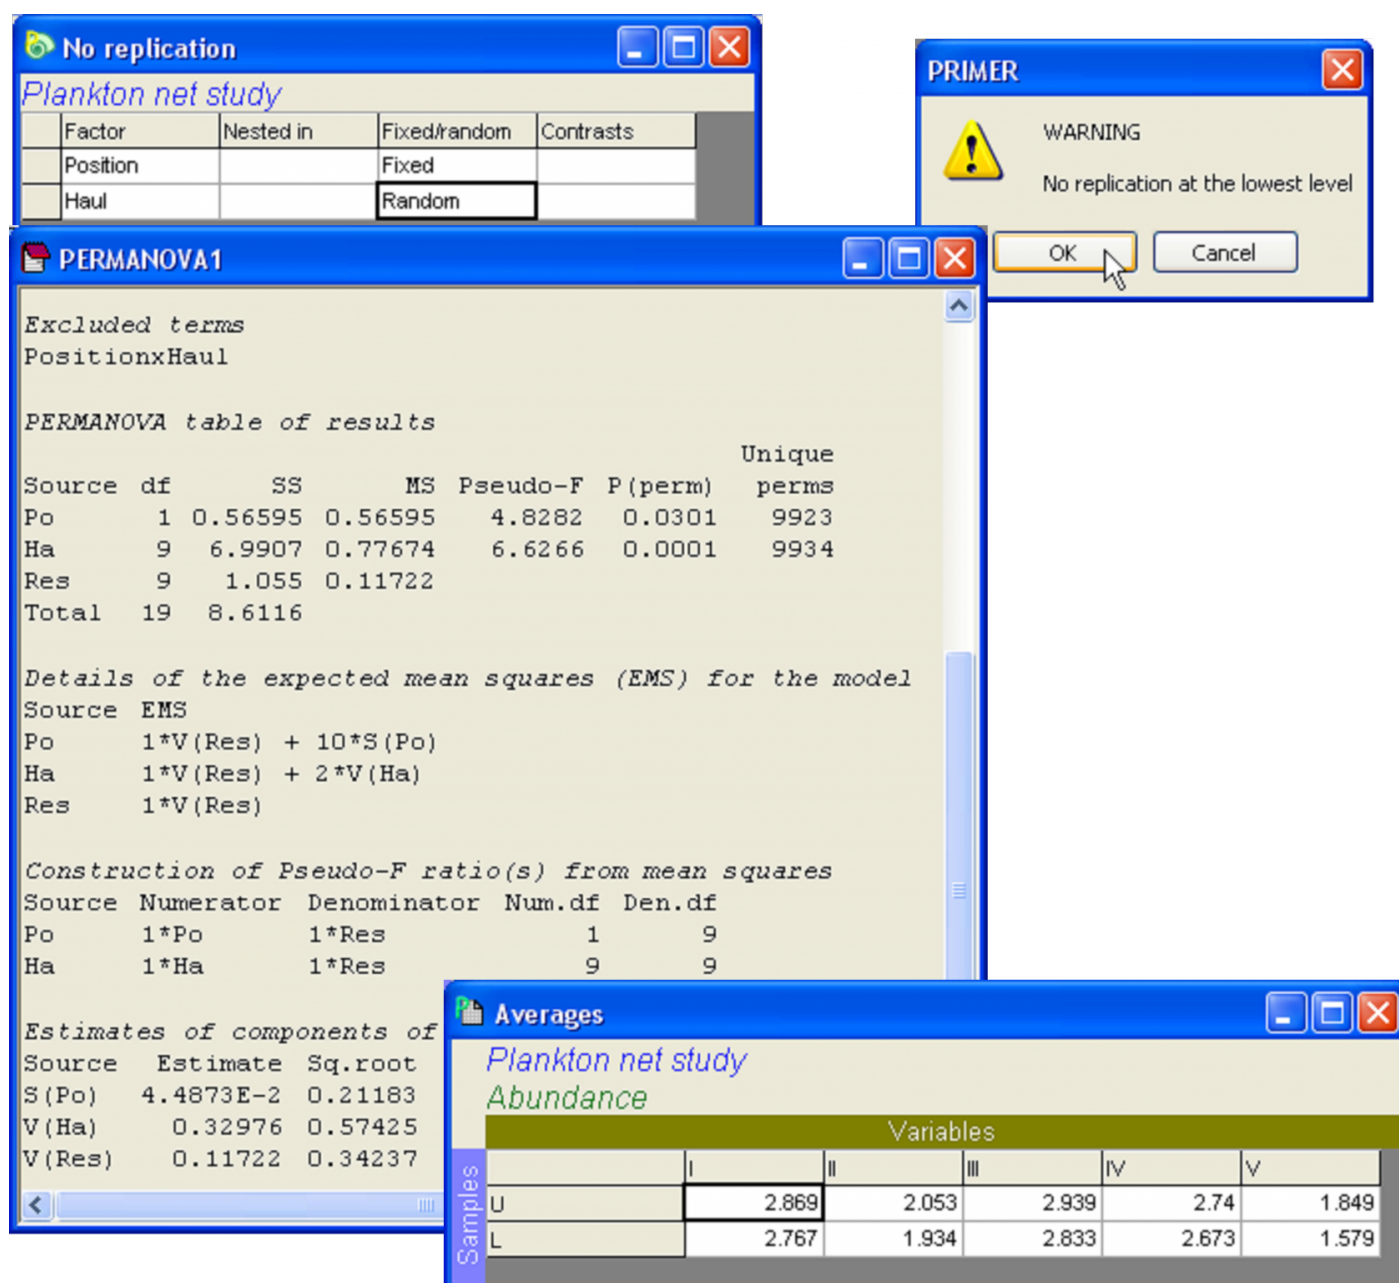 No replication
Plankton net study
Factor Nested in Fixed/random Contrasts
Position Fixed
Haul Random
PRIMER
WARNING
No replication at the lowest level
OK Cancel
PERMANOVA1
Excluded terms
PositionxHaul
PERMANOVA table of results
Unique
Source df SS MS Pseudo-F P(perm) perms
Po 1 0.56595 0.56595 4.8282 0.0301 9923
Ha 9 6.9907 0.77674 6.6266 0.0001 9934
Res 9 1.055 0.11722
Total 19 8.6116
Details of the expected mean squares (EMS) for the model
Source EMS
Po 1*V(Res) + 10*S(Po)
Ha 1*V(Res) + 2*V(Ha)
Res 1*V(Res)
Construction of Pseudo-F ratio(s) from mean squares
Source Numerator Denominator Num.df Den.df
Po 1*Po 1*Res 1 9
Ha 1*Ha 1*Res 9 9
Estimates of components of
Source Estimate Sq.root
S(Po) 4.4873E-2 0.21183
V(Ha) 0.32976 0.57425
V(Res) 0.11722 0.34237
Averages
Plankton net study
Abundance
Variables
Samples
I II III IV V
U 2.869 2.053 2.939 2.74 1.849
L 2.767 1.934 2.833 2.673 1.579